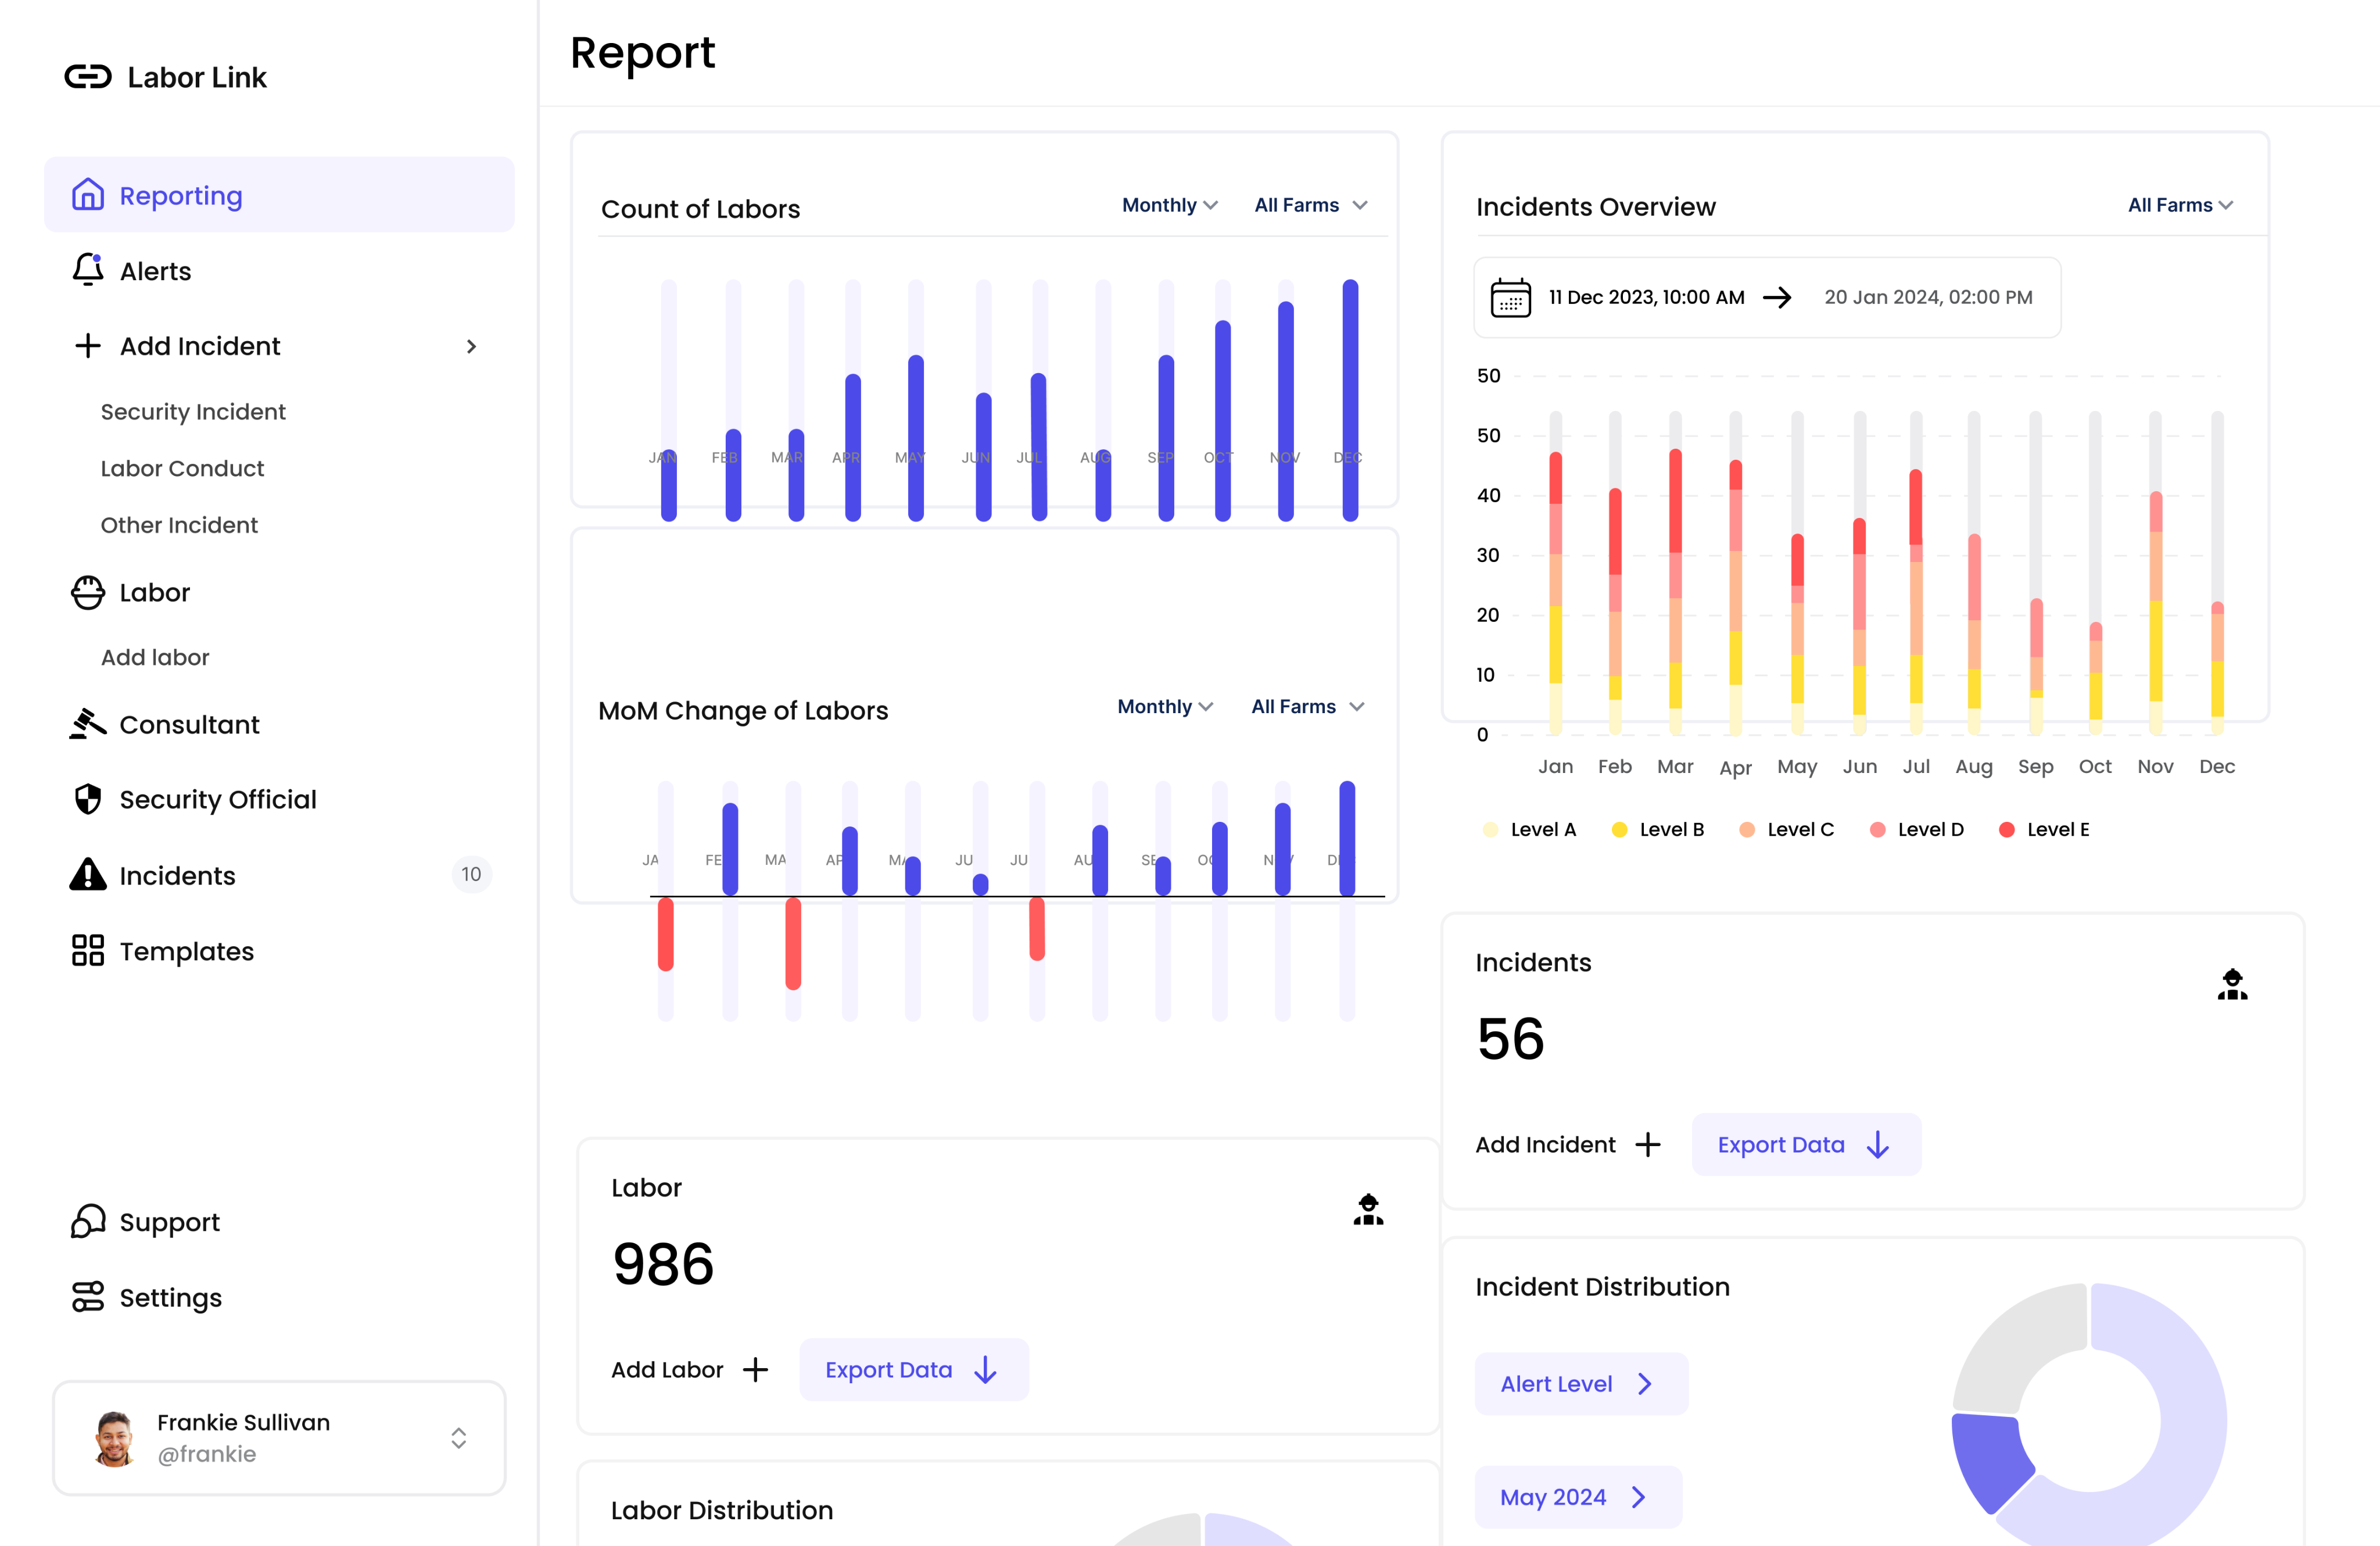 Labor Link
Reporting
Alerts
Add Incident
Security Incident
Labor Conduct
Other Incident
Labor
Add labor
Consultant
Security Official
Incidents 10
Templates
Support
Settings
Frankie Sullivan
@frankie
Report
Count of Labors Monthly All Farms
JAN FEB MAR APR MAY JUN JUL AUG SEP OCT NOV DEC
MoM Change of Labors Monthly All Farms
JA FE MA AP MA JU JU AU SE OC N V D
Labor
986
Add Labor Export Data
Labor Distribution
Incidents Overview All Farms
11 Dec 2023, 10:00 AM 20 Jan 2024, 02:00 PM
50
50
40
30
20
10
0
Jan Feb Mar Apr May Jun Jul Aug Sep Oct Nov Dec
Level A Level B Level C Level D Level E
Incidents
56
Add Incident Export Data
Incident Distribution
Alert Level
May 2024